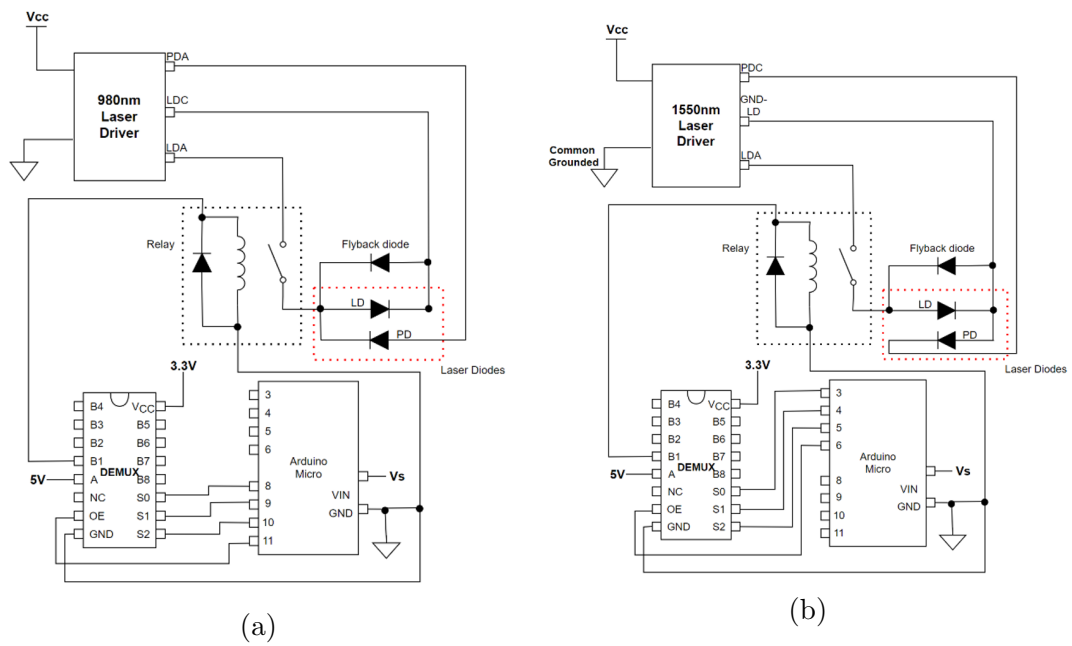 Vcc
980nm
Laser
Driver
PDA
LDC
LDA
Relay
Flyback diode
LD
PD
Laser Diodes
3.3V
B4
B3
B2
B1
A
NC
OE
GND
DEMUX
VCC
B5
B6
B7
B8
S0
S1
S2
5V
3
4
5
6
8
9
10
11
Arduino
Micro
Vs
VIN
GND
(a)
Vcc
1550nm
Laser
Driver
Common
Grounded
PDC
GND-
LD
LDA
Relay
Flyback diode
LD
PD
Laser Diodes
3.3V
B4
B3
B2
B1
A
NC
OE
GND
DEMUX
VCC
B5
B6
B7
B8
S0
S1
S2
5V
3
4
5
6
8
9
10
11
Arduino
Micro
Vs
VIN
GND
(b)